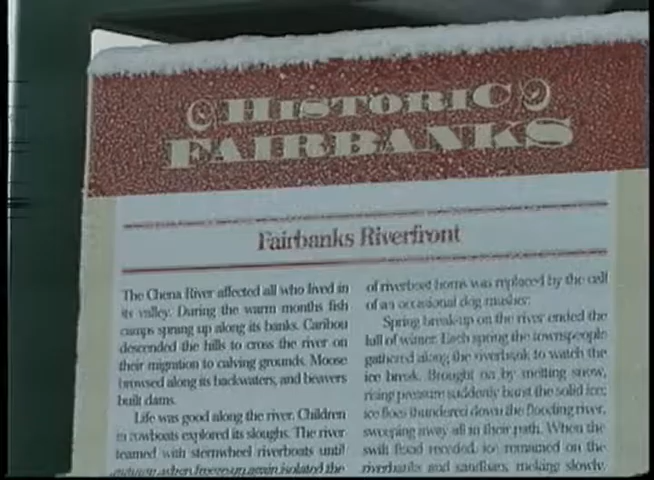 HISTORIC
FAIRBANKS
Fairbanks Riverfront
The Chena River affected all who lived in
its valley. During the warm months fish
camps sprang up along its banks. Caribou
descended the hills to cross the river on
their migration to calving grounds. Moose
browsed along its backwaters, and beavers
built dams.
Life was good along the river. Children
in rowboats explored its sloughs. The river
teamed with sternwheel riverboats until
autumn when freeze-up again isolated the
of riverboat horns was replaced by the call
of an occasional dog musher.
Spring break-up on the river ended the
lull of winter. Each spring the townspeople
gathered along the riverbank to watch the
ice break. Brought on by melting snow,
rising pressure suddenly burst the solid ice;
ice floes thundered down the flooding river,
sweeping away all in their path. When the
swift flood receded, ice remained on the
riverbanks and sandbars, melting slowly.